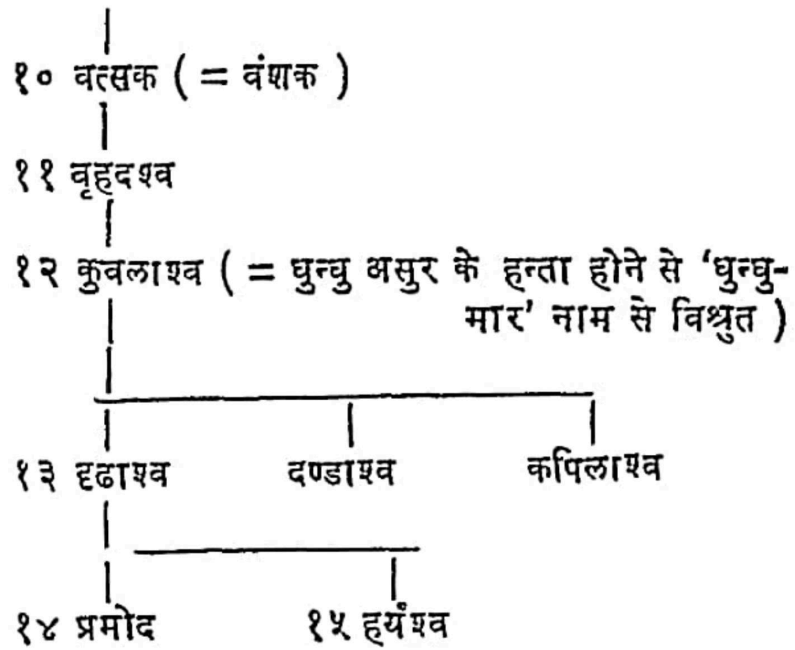 १० वत्सक ( = वंशक )
११ वृहदश्व
१२ कुवलाश्व ( = धुन्धु असुर के हन्ता होने से ‘धुन्धु-
मार’ नाम से विश्रुत )
१३ दृढाश्व दण्डाश्व कपिलाश्व
१४ प्रमोद १५ हर्यश्व